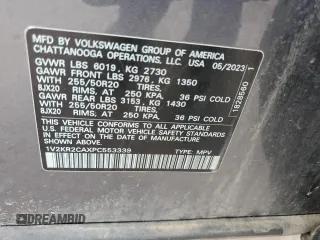 MFD BY VOLKSWAGEN GROUP OF AMERICA
CHATTANOOGA OPERATIONS, LLC. USA 05/2023
GVWR LBS 6019, KG 2730
GAWR FRONT LBS 2976, KG 1350
WITH 255/50R20 TIRES,
8JX20 RIMS, AT 250 KPA, 36 PSI COLD
GAWR REAR LBS 3153, KG 1430
WITH 255/50R20 TIRES,
8JX20 RIMS, AT 250 KPA, 36 PSI COLD
THIS VEHICLE CONFORMS TO ALL APPLICABLE
FEDERAL MOTOR VEHICLE SAFETY STANDARDS
IN EFFECT ON THE DATE OF MANUFACTURE
SHOWN ABOVE.
1V2KR2CAXPC553339 TYPE: MPV
1
1828560
DREAMBID
DREAMBID